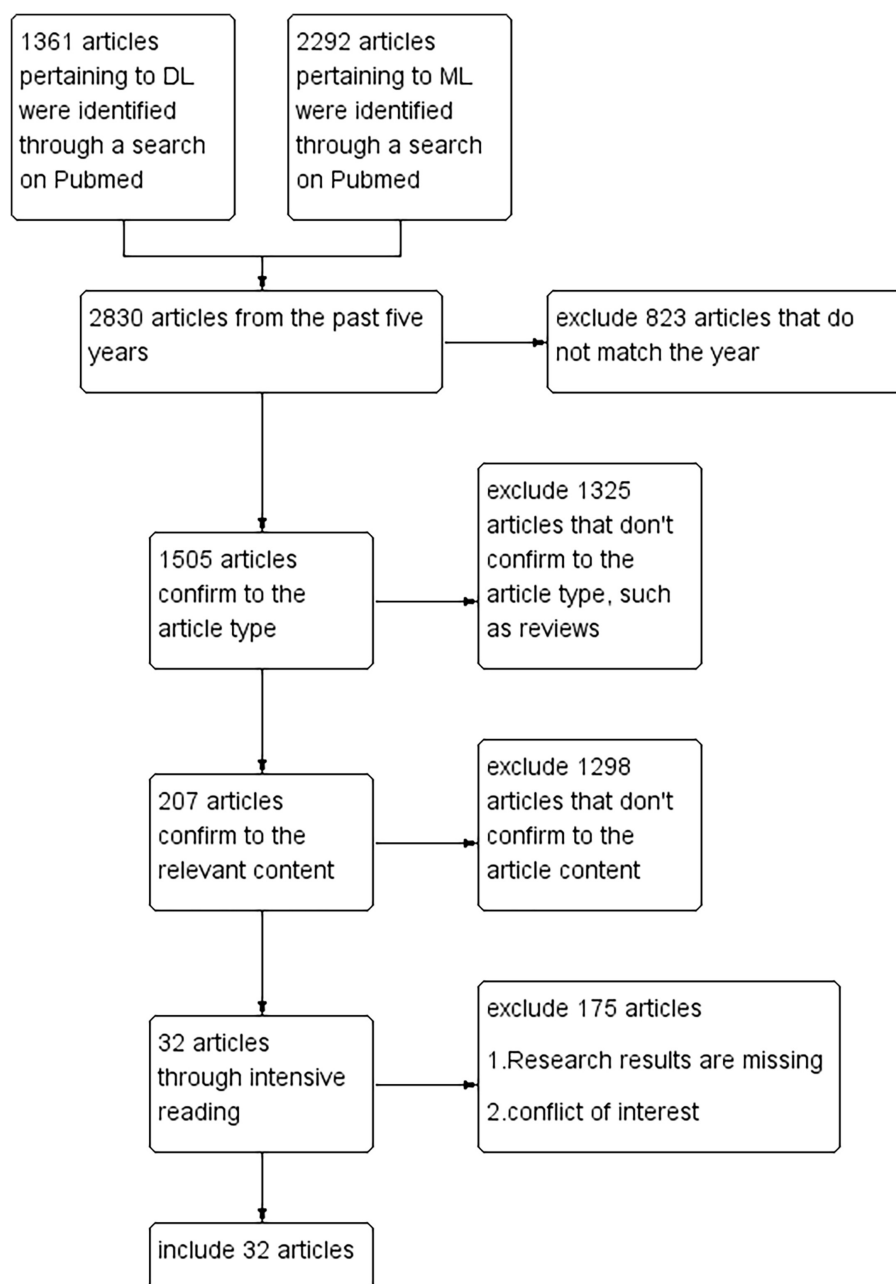 1361 articles
pertaining to DL
were identified
through a search
on Pubmed
2292 articles
pertaining to ML
were identified
through a search
on Pubmed
2830 articles from the past five
years
exclude 823 articles that do
not match the year
exclude 1325
articles that don't
confirm to the
article type, such
as reviews
1505 articles
confirm to the
article type
exclude 1298
articles that don't
confirm to the
article content
207 articles
confirm to the
relevant content
exclude 175 articles
1.Research results are missing
2.conflict of interest
32 articles
through intensive
reading
include 32 articles